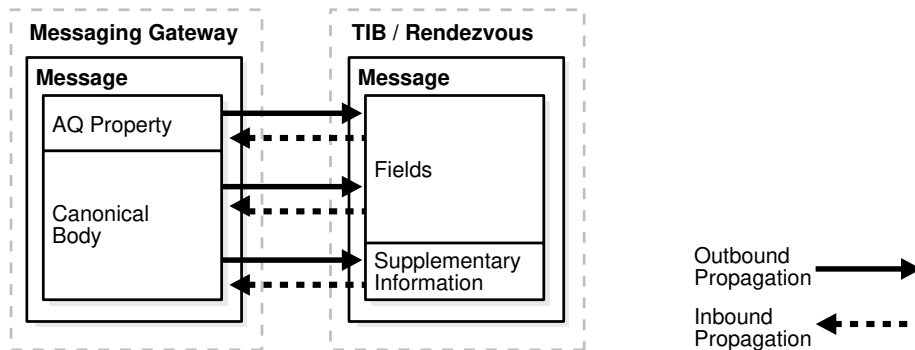 Messaging Gateway
TIB / Rendezvous
Message
Message
AQ Property
Canonical
Body
Fields
Supplementary
Information
Outbound
Propagation
Inbound
Propagation